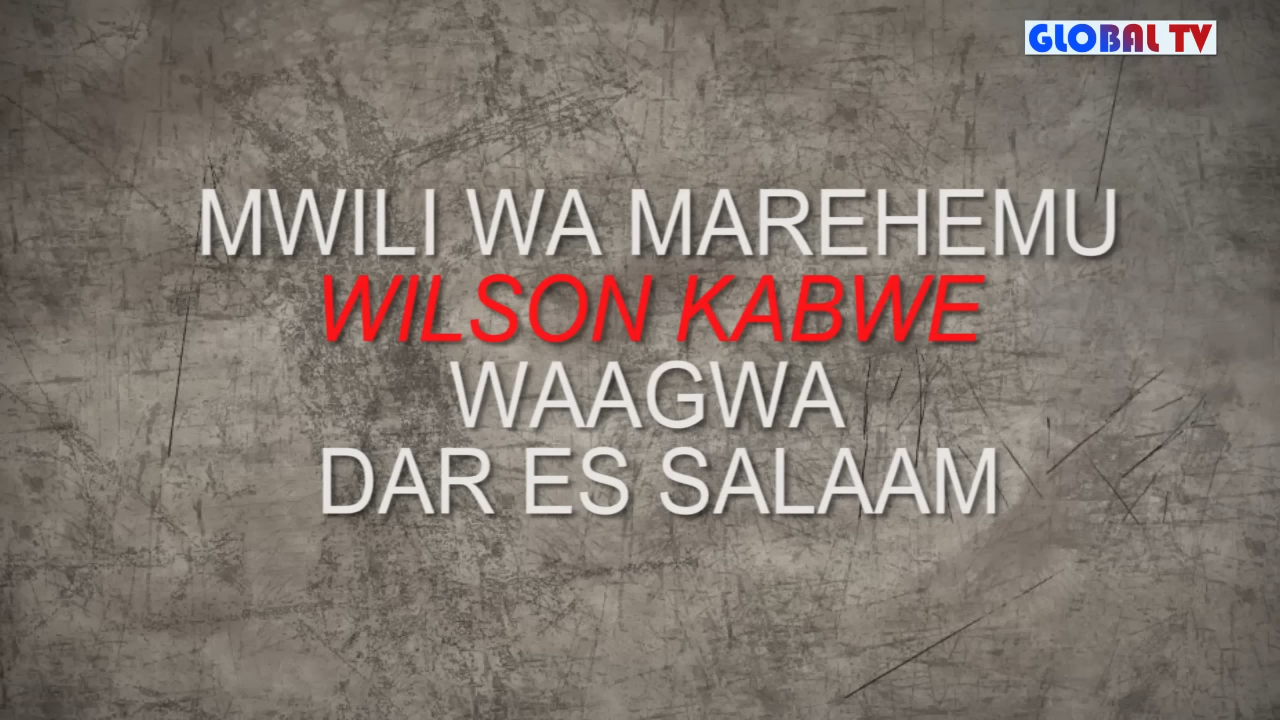 GLOBAL TV
MWILI WA MAREHEMU
WILSON KABWE
WAAGWA
DAR ES SALAAM